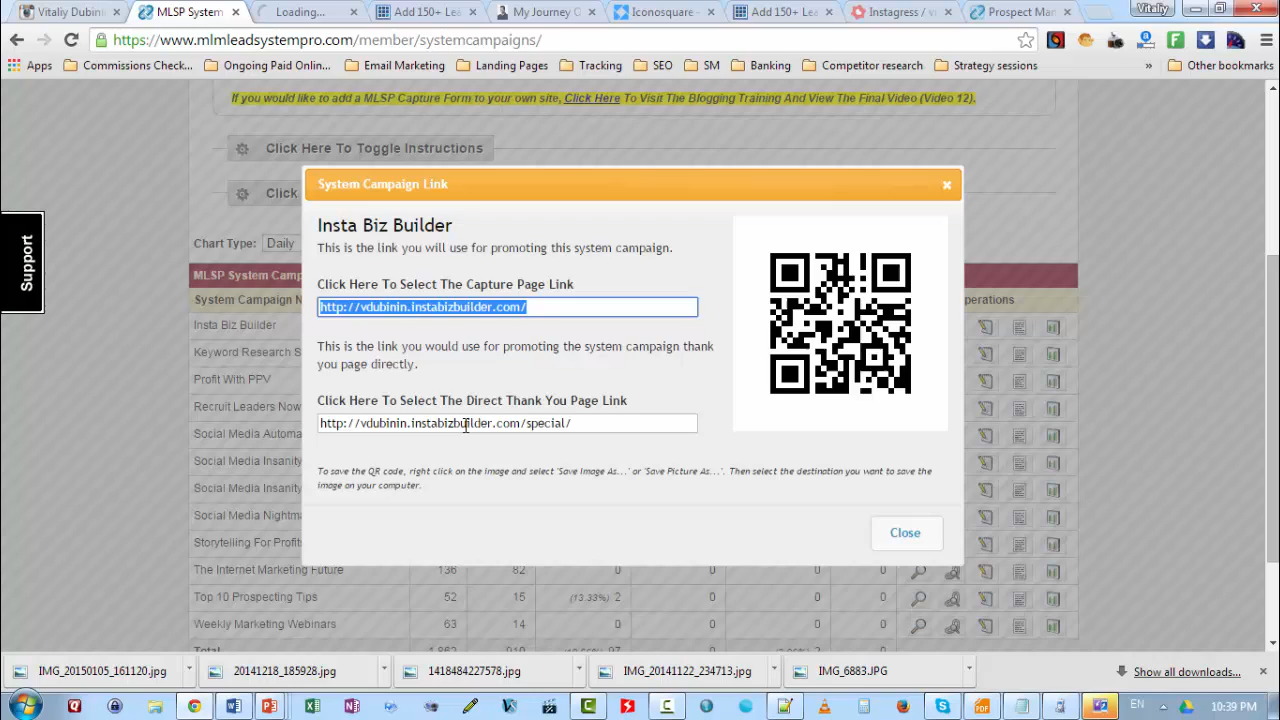 Vitaliy Dubini
MLSP System
Loading...
Add 150+ Lea
My Journey
Iconosquare -
Add 150+ Lea
Instagress / v
Prospect Man
Vitaliy
https://www.mlmleadsystempro.com/member/systemcampaigns/
Apps
Commissions Check...
Ongoing Paid Onlin...
Email Marketing
Landing Pages
Tracking
SEO
SM
Banking
Competitor research
Strategy sessions
»
Other bookmarks
If you would like to add a MLSP Capture Form to your own site, Click Here To Visit The Blogging Training And View The Final Video (Video 12).
Click Here To Toggle Instructions
Click
Support
Chart Type: Daily
MLSP System Camp
System Campaign N
perations
Insta Biz Builder
Keyword Research S
Profit With PPV
Recruit Leaders Now
Social Media Automa
Social Media Insanity
Social Media Insanity
Social Media Nightm
Storytelling For Profits
The Internet Marketing Future 136 82 0 0 0 0
Top 10 Prospecting Tips 52 15 (13.33%) 2 0 0 0
Weekly Marketing Webinars 63 14 0 0 0 0
System Campaign Link
Insta Biz Builder
This is the link you will use for promoting this system campaign.
Click Here To Select The Capture Page Link
http://vdubinin.instabizbuilder.com/
This is the link you would use for promoting the system campaign thank
you page directly.
Click Here To Select The Direct Thank You Page Link
http://vdubinin.instabizbuilder.com/special/
To save the QR code, right click on the image and select 'Save Image As...' or 'Save Picture As...'. Then select the destination you want to save the
image on your computer.
Close
IMG_20150105_161120.jpg
20141218_185928.jpg
1418484227578.jpg
IMG_20141122_234713.jpg
IMG_6883.JPG
Show all downloads...
EN
10:39 PM